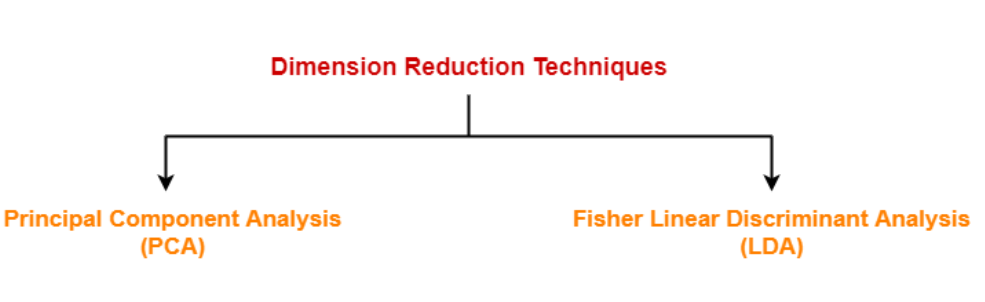 Dimension Reduction Techniques
Principal Component Analysis
(PCA)
Fisher Linear Discriminant Analysis
(LDA)